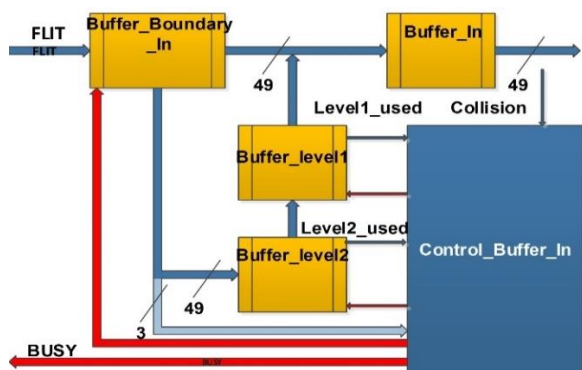 FLIT
FLIT
Buffer_Boundary
_In
Buffer_In
49
49
Level1_used
Collision
Buffer_level1
Level2_used
Buffer_level2
Control_Buffer_In
49
3
BUSY
BUSY